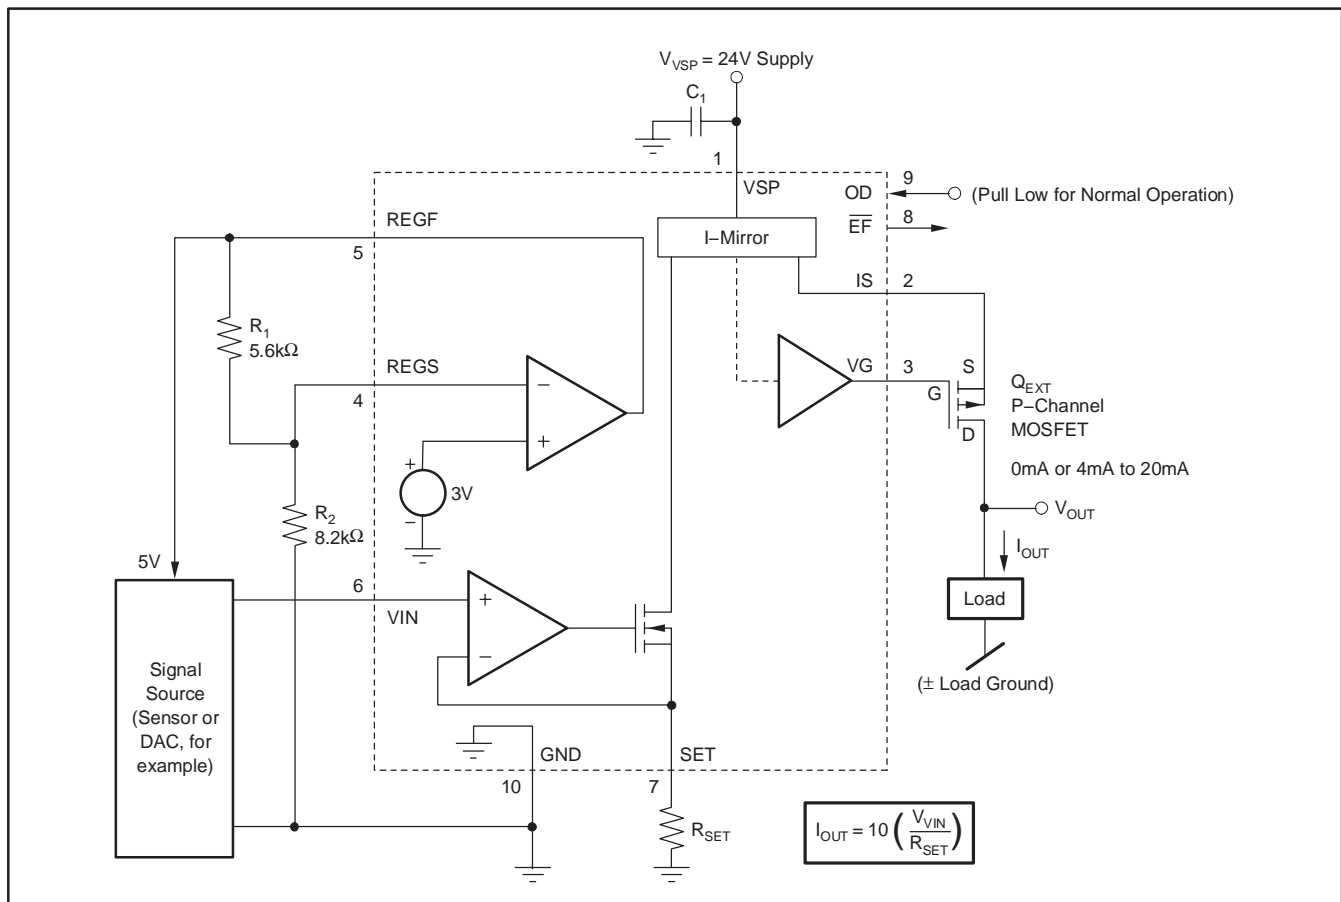 V_VSP = 24V Supply
C_1
1
VSP
OD
9
(Pull Low for Normal Operation)
E̅F̅
8
REGF
5
I–Mirror
IS
2
R_1
5.6kΩ
REGS
4
–
+
VG
3
S
G
D
Q_EXT
P–Channel
MOSFET
0mA or 4mA to 20mA
+
3V
–
V_OUT
R_2
8.2kΩ
I_OUT
5V
6
VIN
+
–
Load
(± Load Ground)
Signal
Source
(Sensor or
DAC, for
example)
GND
10
SET
7
R_SET
I_OUT = 10 (V_VIN / R_SET)